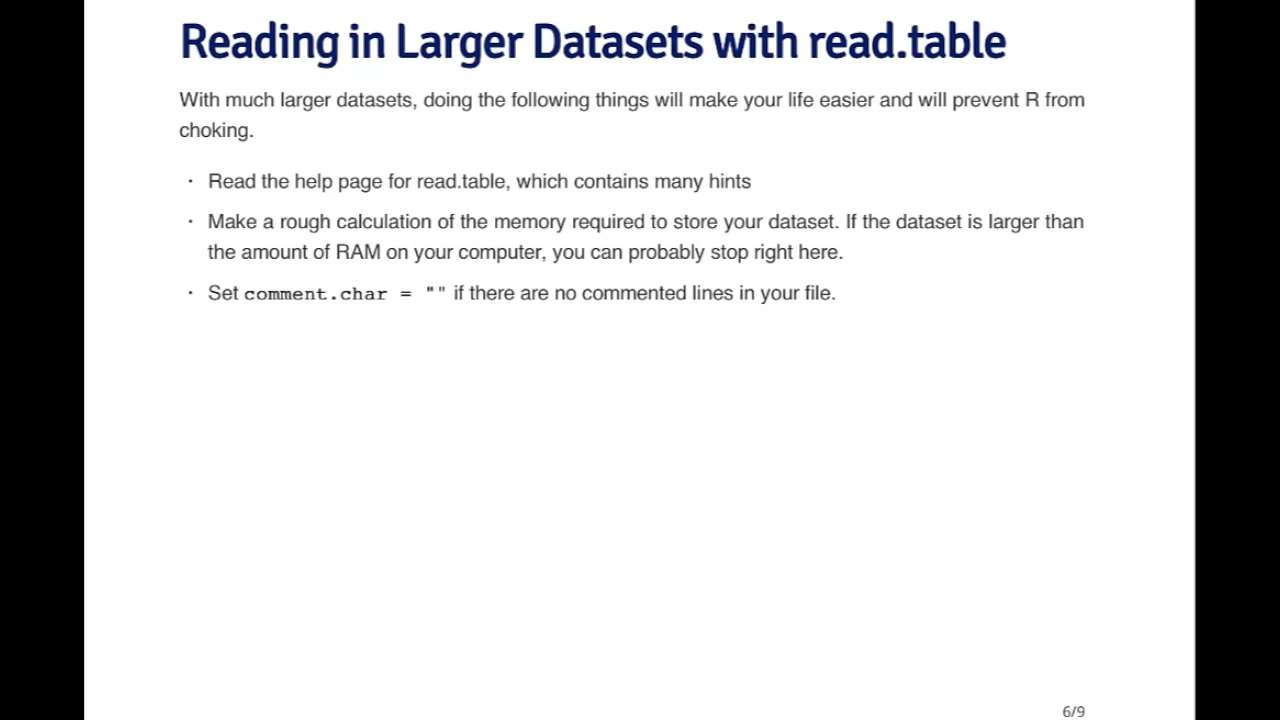 Reading in Larger Datasets with read.table
With much larger datasets, doing the following things will make your life easier and will prevent R from
choking.
· Read the help page for read.table, which contains many hints
· Make a rough calculation of the memory required to store your dataset. If the dataset is larger than
the amount of RAM on your computer, you can probably stop right here.
· Set comment.char = "" if there are no commented lines in your file.
6/9